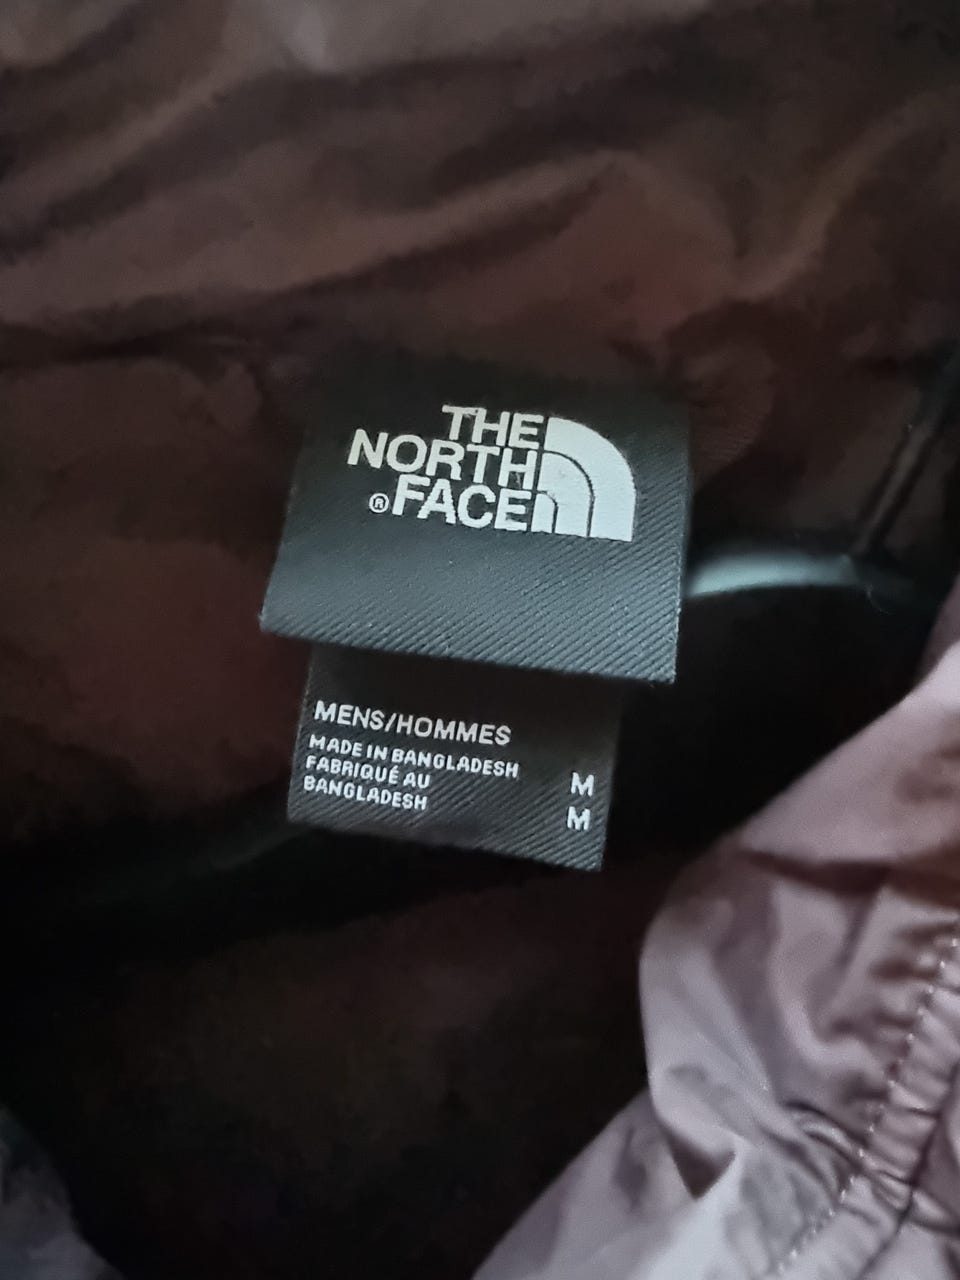 THE
NORTH
®FACE
MENS/HOMMES
MADE IN BANGLADESH
FABRIQUÉ AU
BANGLADESH
M
M